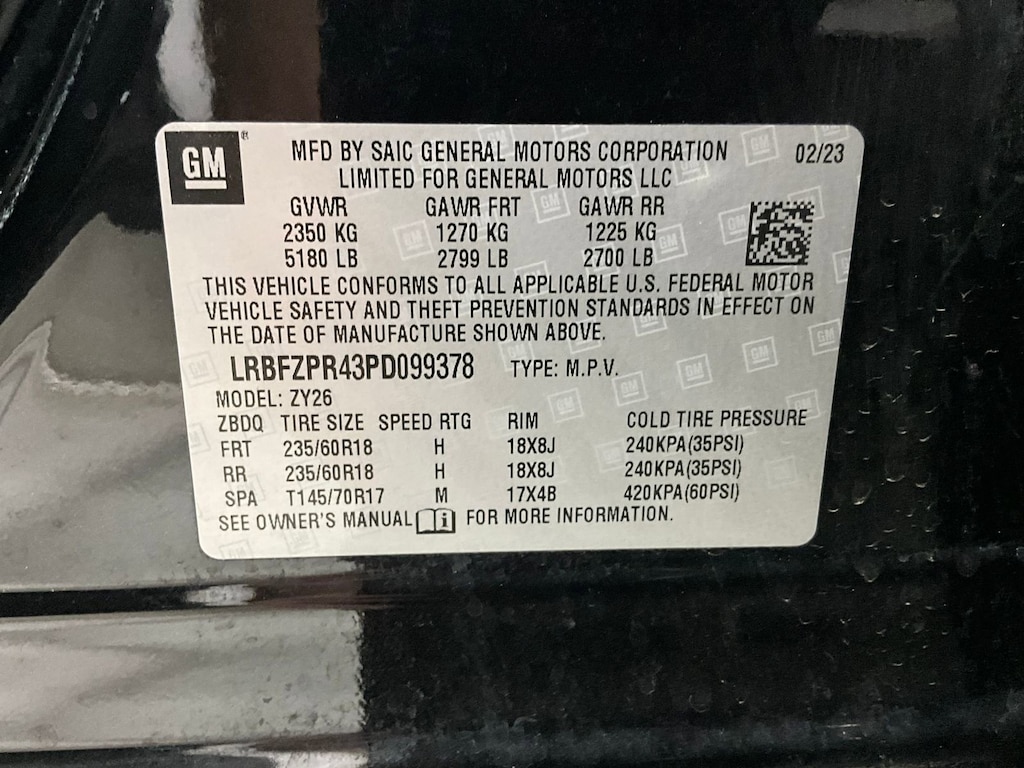 GM®
MFD BY SAIC GENERAL MOTORS CORPORATION 02/23
LIMITED FOR GENERAL MOTORS LLC
GVWR GAWR FRT GAWR RR
2350 KG 1270 KG 1225 KG
5180 LB 2799 LB 2700 LB
THIS VEHICLE CONFORMS TO ALL APPLICABLE U.S. FEDERAL MOTOR
VEHICLE SAFETY AND THEFT PREVENTION STANDARDS IN EFFECT ON
THE DATE OF MANUFACTURE SHOWN ABOVE.
LRBFZPR43PD099378 TYPE: M.P.V.
MODEL: ZY26
ZBDQ TIRE SIZE SPEED RTG RIM COLD TIRE PRESSURE
FRT 235/60R18 H 18X8J 240KPA(35PSI)
RR 235/60R18 H 18X8J 240KPA(35PSI)
SPA T145/70R17 M 17X4B 420KPA(60PSI)
SEE OWNER'S MANUAL i FOR MORE INFORMATION.